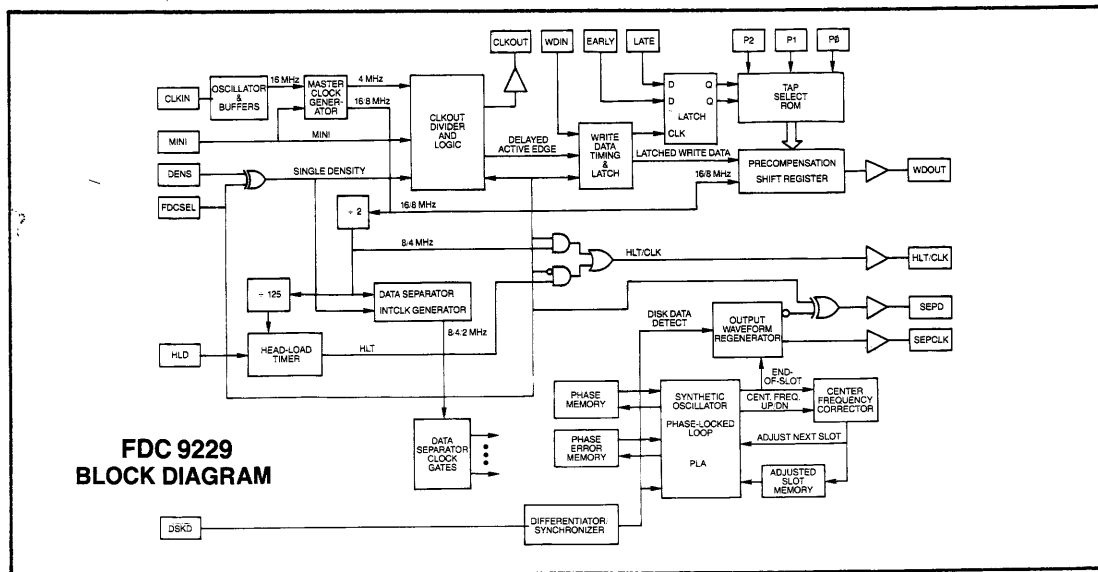 CLKOUT
WDIN
EARLY
LATE
P2
P1
PØ
CLKIN
OSCILLATOR
&
BUFFERS
16 MHz
MASTER
CLOCK
GENER-
ATOR
4 MHz
16/8 MHz
CLKOUT
DIVIDER
AND
LOGIC
D Q
D Q
LATCH
CLK
TAP
SELECT
ROM
MINI
MINI
DELAYED
ACTIVE EDGE
WRITE
DATA
TIMING
&
LATCH
LATCHED WRITE DATA
PRECOMPENSATION
SHIFT REGISTER
WDOUT
DENS
SINGLE DENSITY
FDCSEL
16/8 MHz
16/8 MHz
÷ 2
8/4 MHz
HLT/CLK
HLT/CLK
÷ 125
DATA SEPARATOR
INTCLK GENERATOR
8/4/2 MHz
DISK DATA
DETECT
OUTPUT
WAVEFORM
REGENERATOR
SEPD
SEPCLK
HLD
HEAD-LOAD
TIMER
HLT
END-
OF-SLOT
PHASE
MEMORY
SYNTHETIC
OSCILLATOR
PHASE-LOCKED
LOOP
PLA
CENT. FREQ.
UP/DN
CENTER
FREQUENCY
CORRECTOR
PHASE
ERROR
MEMORY
ADJUST NEXT SLOT
ADJUSTED
SLOT
MEMORY
DATA
SEPARATOR
CLOCK
GATES
FDC 9229
BLOCK DIAGRAM
DSKD
DIFFERENTIATOR/
SYNCHRONIZER